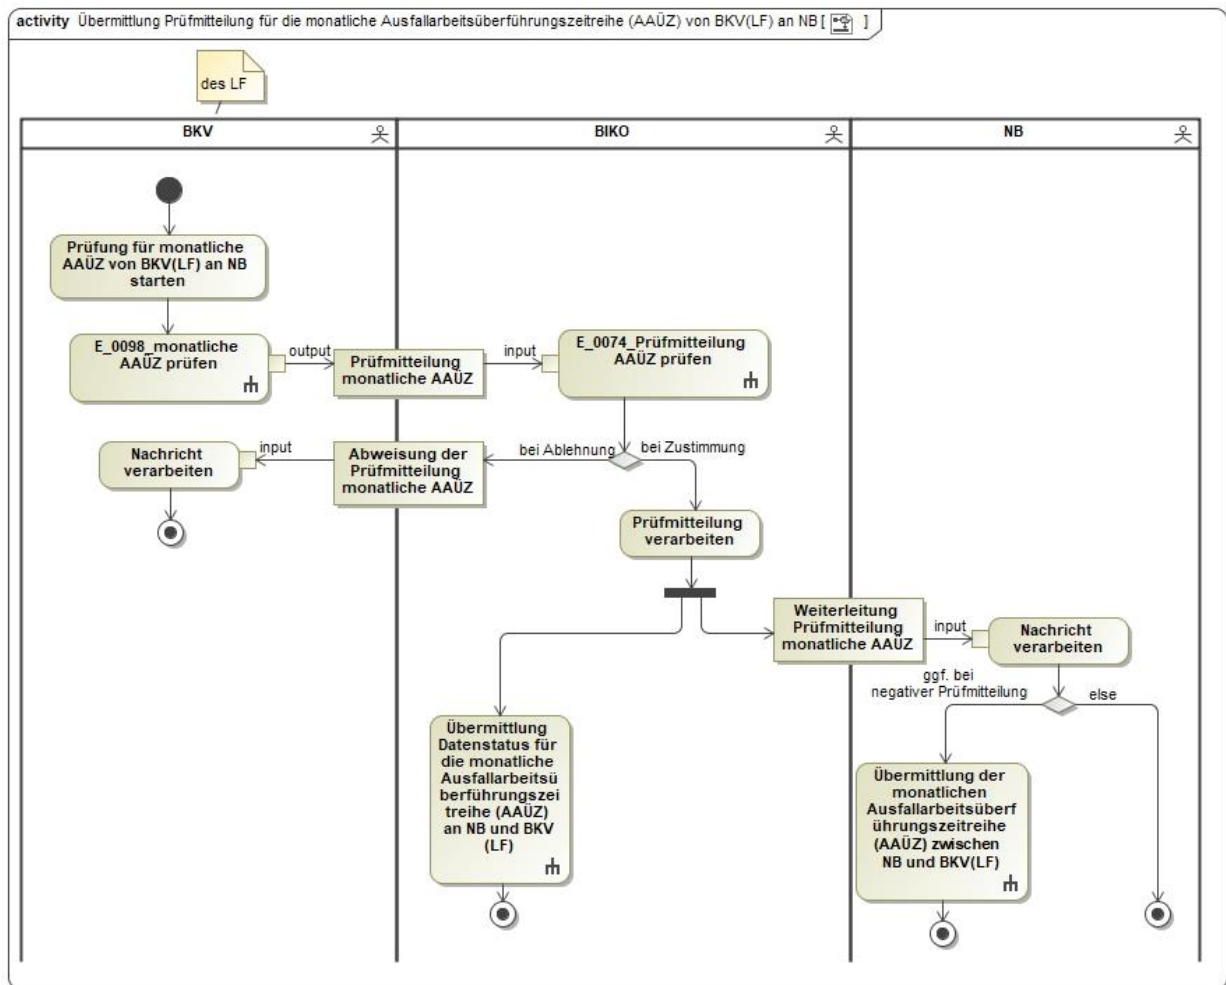 activity Übermittlung Prüfmitteilung für die monatliche Ausfallarbeitsüberführungszeitreihe (AAÜZ) von BKV(LF) an NB [ ]
des LF
BKV
BIKO
NB
Prüfung für monatliche
AAÜZ von BKV(LF) an NB
starten
E_0098_monatliche
AAÜZ prüfen
output
Prüfmitteilung
monatliche AAÜZ
input
E_0074_Prüfmitteilung
AAÜZ prüfen
Nachricht
verarbeiten
input
Abweisung der
Prüfmitteilung
monatliche AAÜZ
bei Ablehnung
bei Zustimmung
Prüfmitteilung
verarbeiten
Weiterleitung
Prüfmitteilung
monatliche AAÜZ
input
Nachricht
verarbeiten
ggf. bei
negativer Prüfmitteilung
else
Übermittlung
Datenstatus für
die monatliche
Ausfallarbeitsü
berführungszei
treihe (AAÜZ)
an NB und BKV
(LF)
Übermittlung der
monatlichen
Ausfallarbeitsüberf
ührungszeitreihe
(AAÜZ) zwischen
NB und BKV(LF)